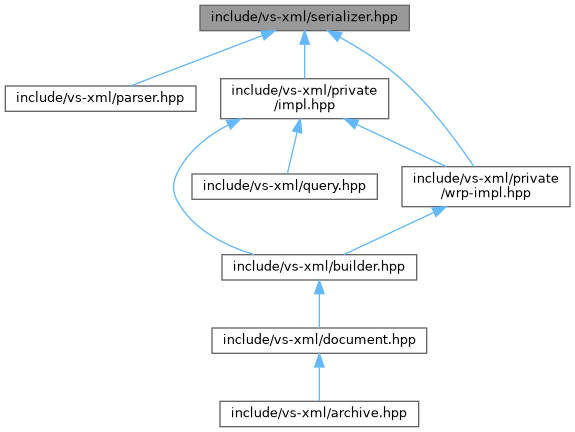 include/vs-xml/serializer.hpp
include/vs-xml/parser.hpp
include/vs-xml/private
/impl.hpp
include/vs-xml/query.hpp
include/vs-xml/private
/wrp-impl.hpp
include/vs-xml/builder.hpp
include/vs-xml/document.hpp
include/vs-xml/archive.hpp